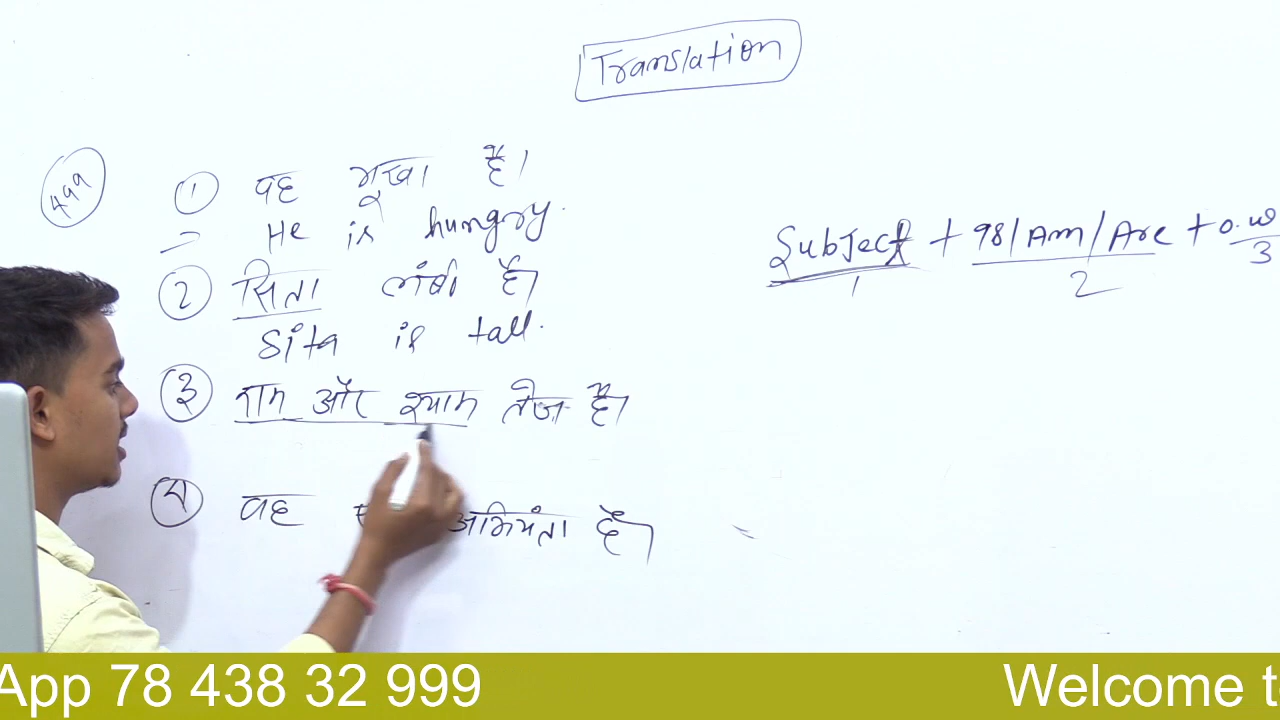 Translation
499
① वह भूखा है।
He is hungry.
② सिता लंबी है।
Sita is tall.
Subject + Is/Am/Are + O.W
1 2 3
③ राम और श्याम तेज है।
④ वह अभियंता है।
App 78 438 32 999
Welcome t